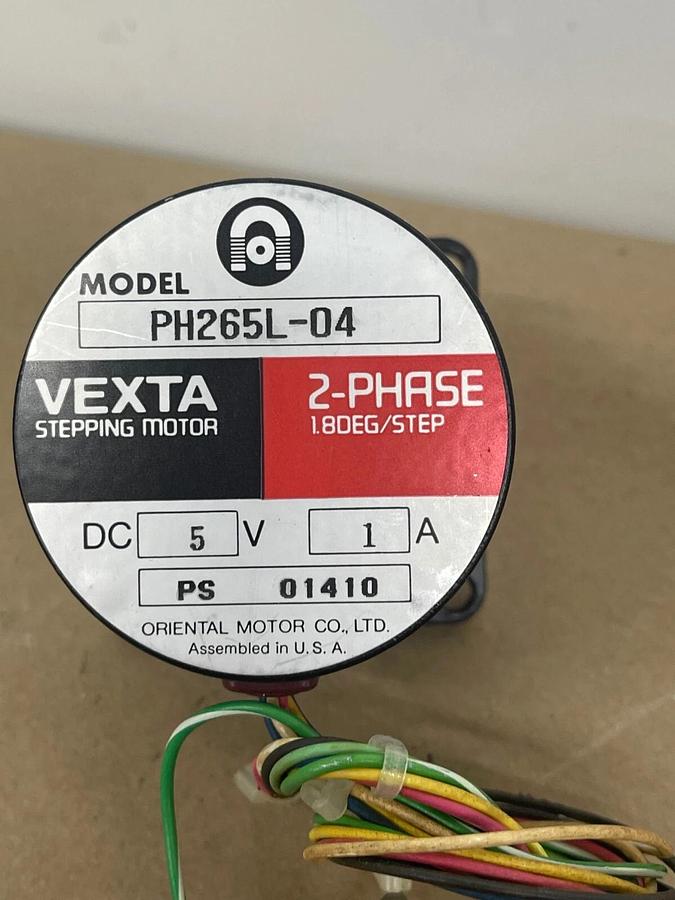 MODEL
PH265L-04
VEXTA
STEPPING MOTOR
2-PHASE
1.8DEG/STEP
DC 5 V 1 A
PS 01410
ORIENTAL MOTOR CO., LTD.
Assembled in U.S.A.